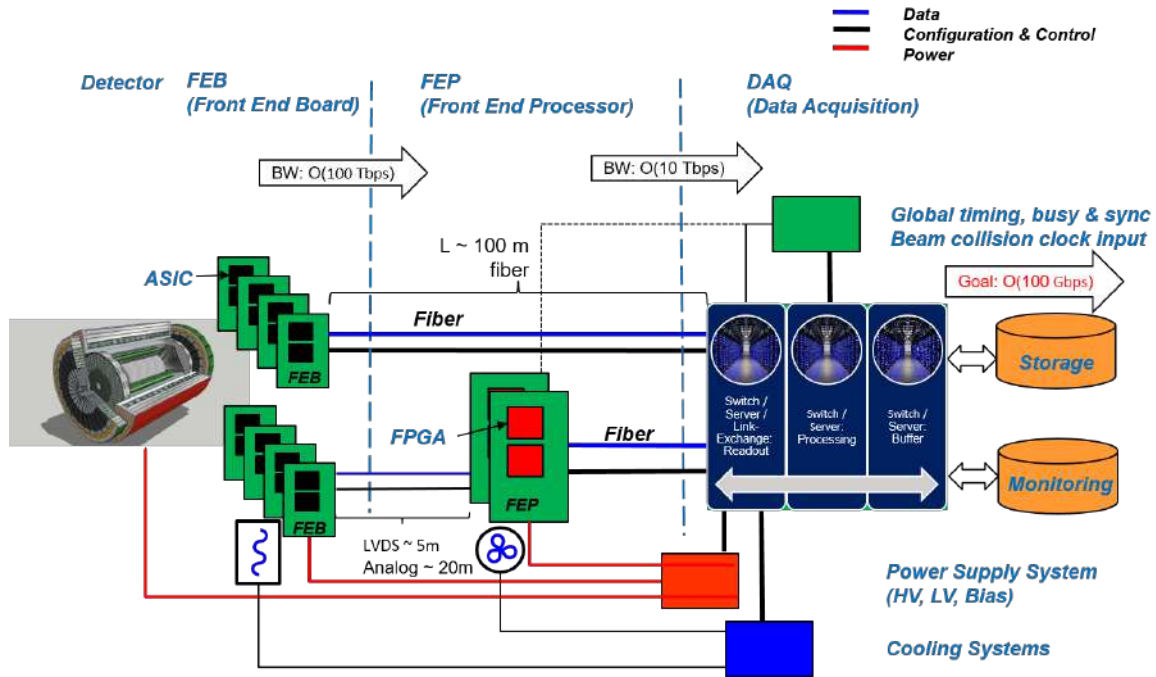 Data
Configuration & Control
Power
Detector
FEB
(Front End Board)
FEP
(Front End Processor)
DAQ
(Data Acquisition)
BW: O(100 Tbps)
BW: O(10 Tbps)
Global timing, busy & sync
Beam collision clock input
L ~ 100 m
fiber
Goal: O(100 Gbps)
ASIC
Fiber
FEB
Storage
Switch /
Server /
Link-
Exchange:
Readout
Switch /
Server:
Processing
Switch /
Server:
Buffer
FPGA
Fiber
Monitoring
FEP
FEB
LVDS ~ 5m
Analog ~ 20m
Power Supply System
(HV, LV, Bias)
Cooling Systems